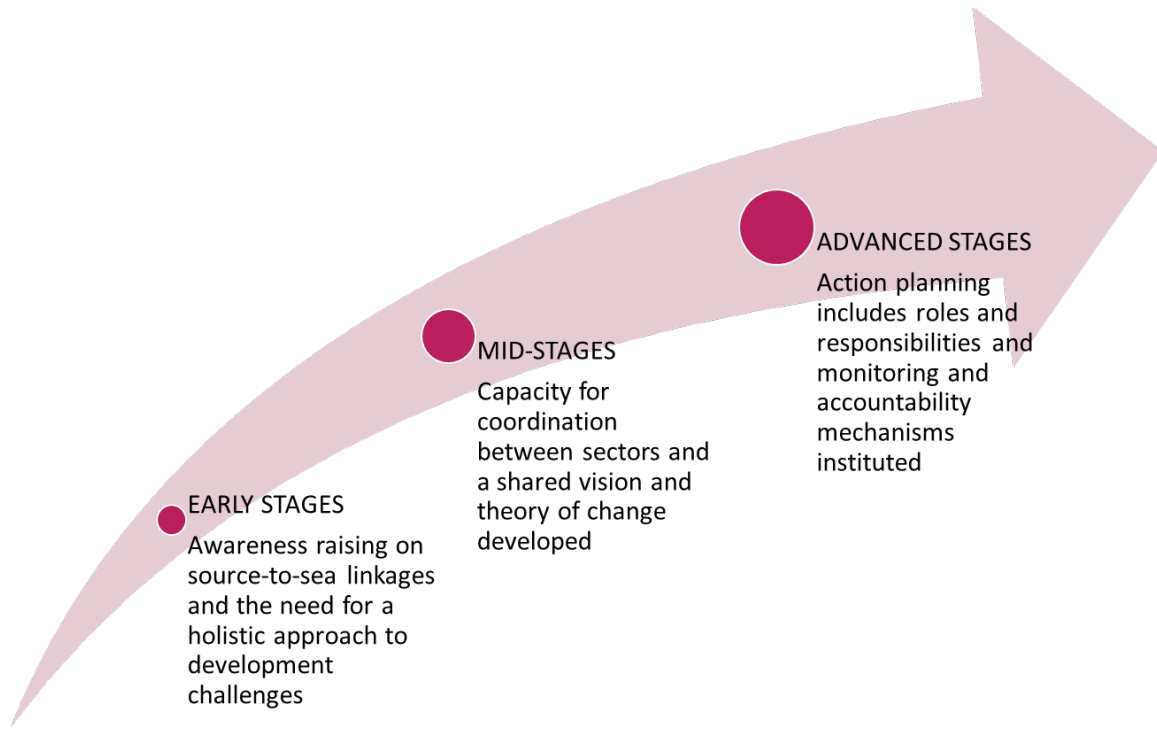 EARLY STAGES
Awareness raising on
source-to-sea linkages
and the need for a
holistic approach to
development
challenges
MID-STAGES
Capacity for
coordination
between sectors and
a shared vision and
theory of change
developed
ADVANCED STAGES
Action planning
includes roles and
responsibilities and
monitoring and
accountability
mechanisms
instituted